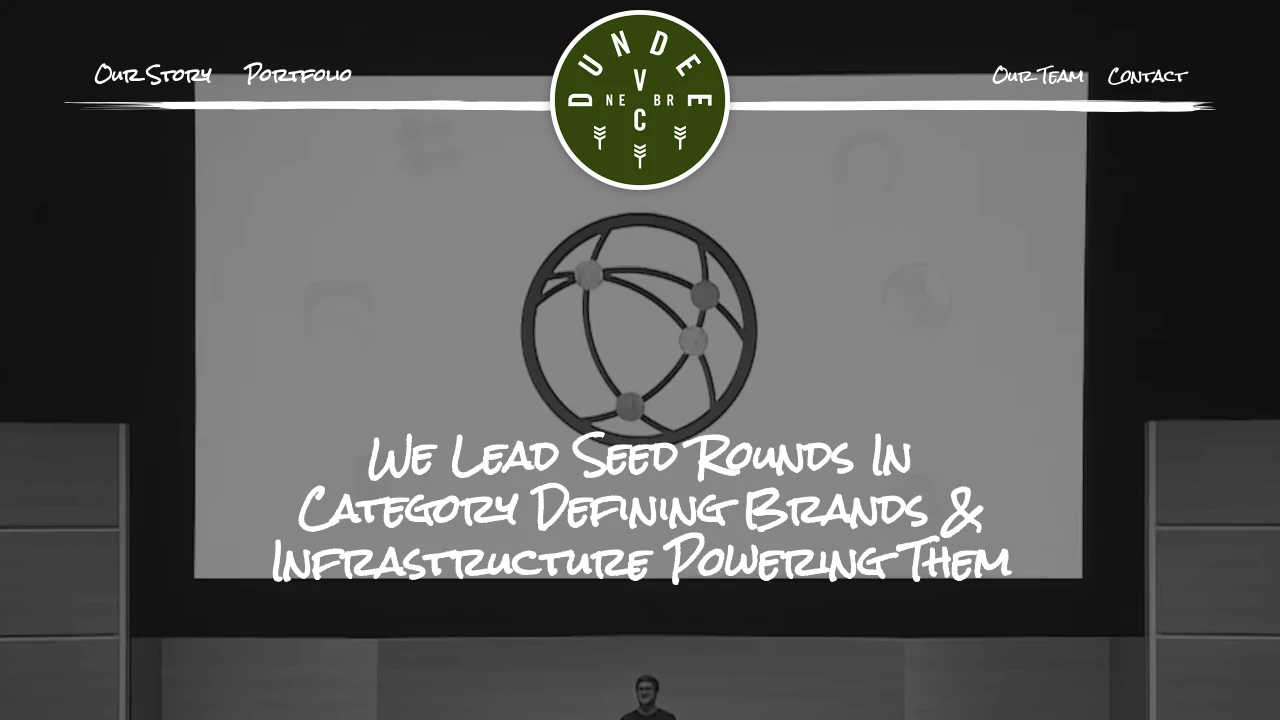 Our Story
Portfolio
DUNDEE
VC
NE BR
Our Team
Contact
We Lead Seed Rounds In
Category Defining Brands &
Infrastructure Powering Them